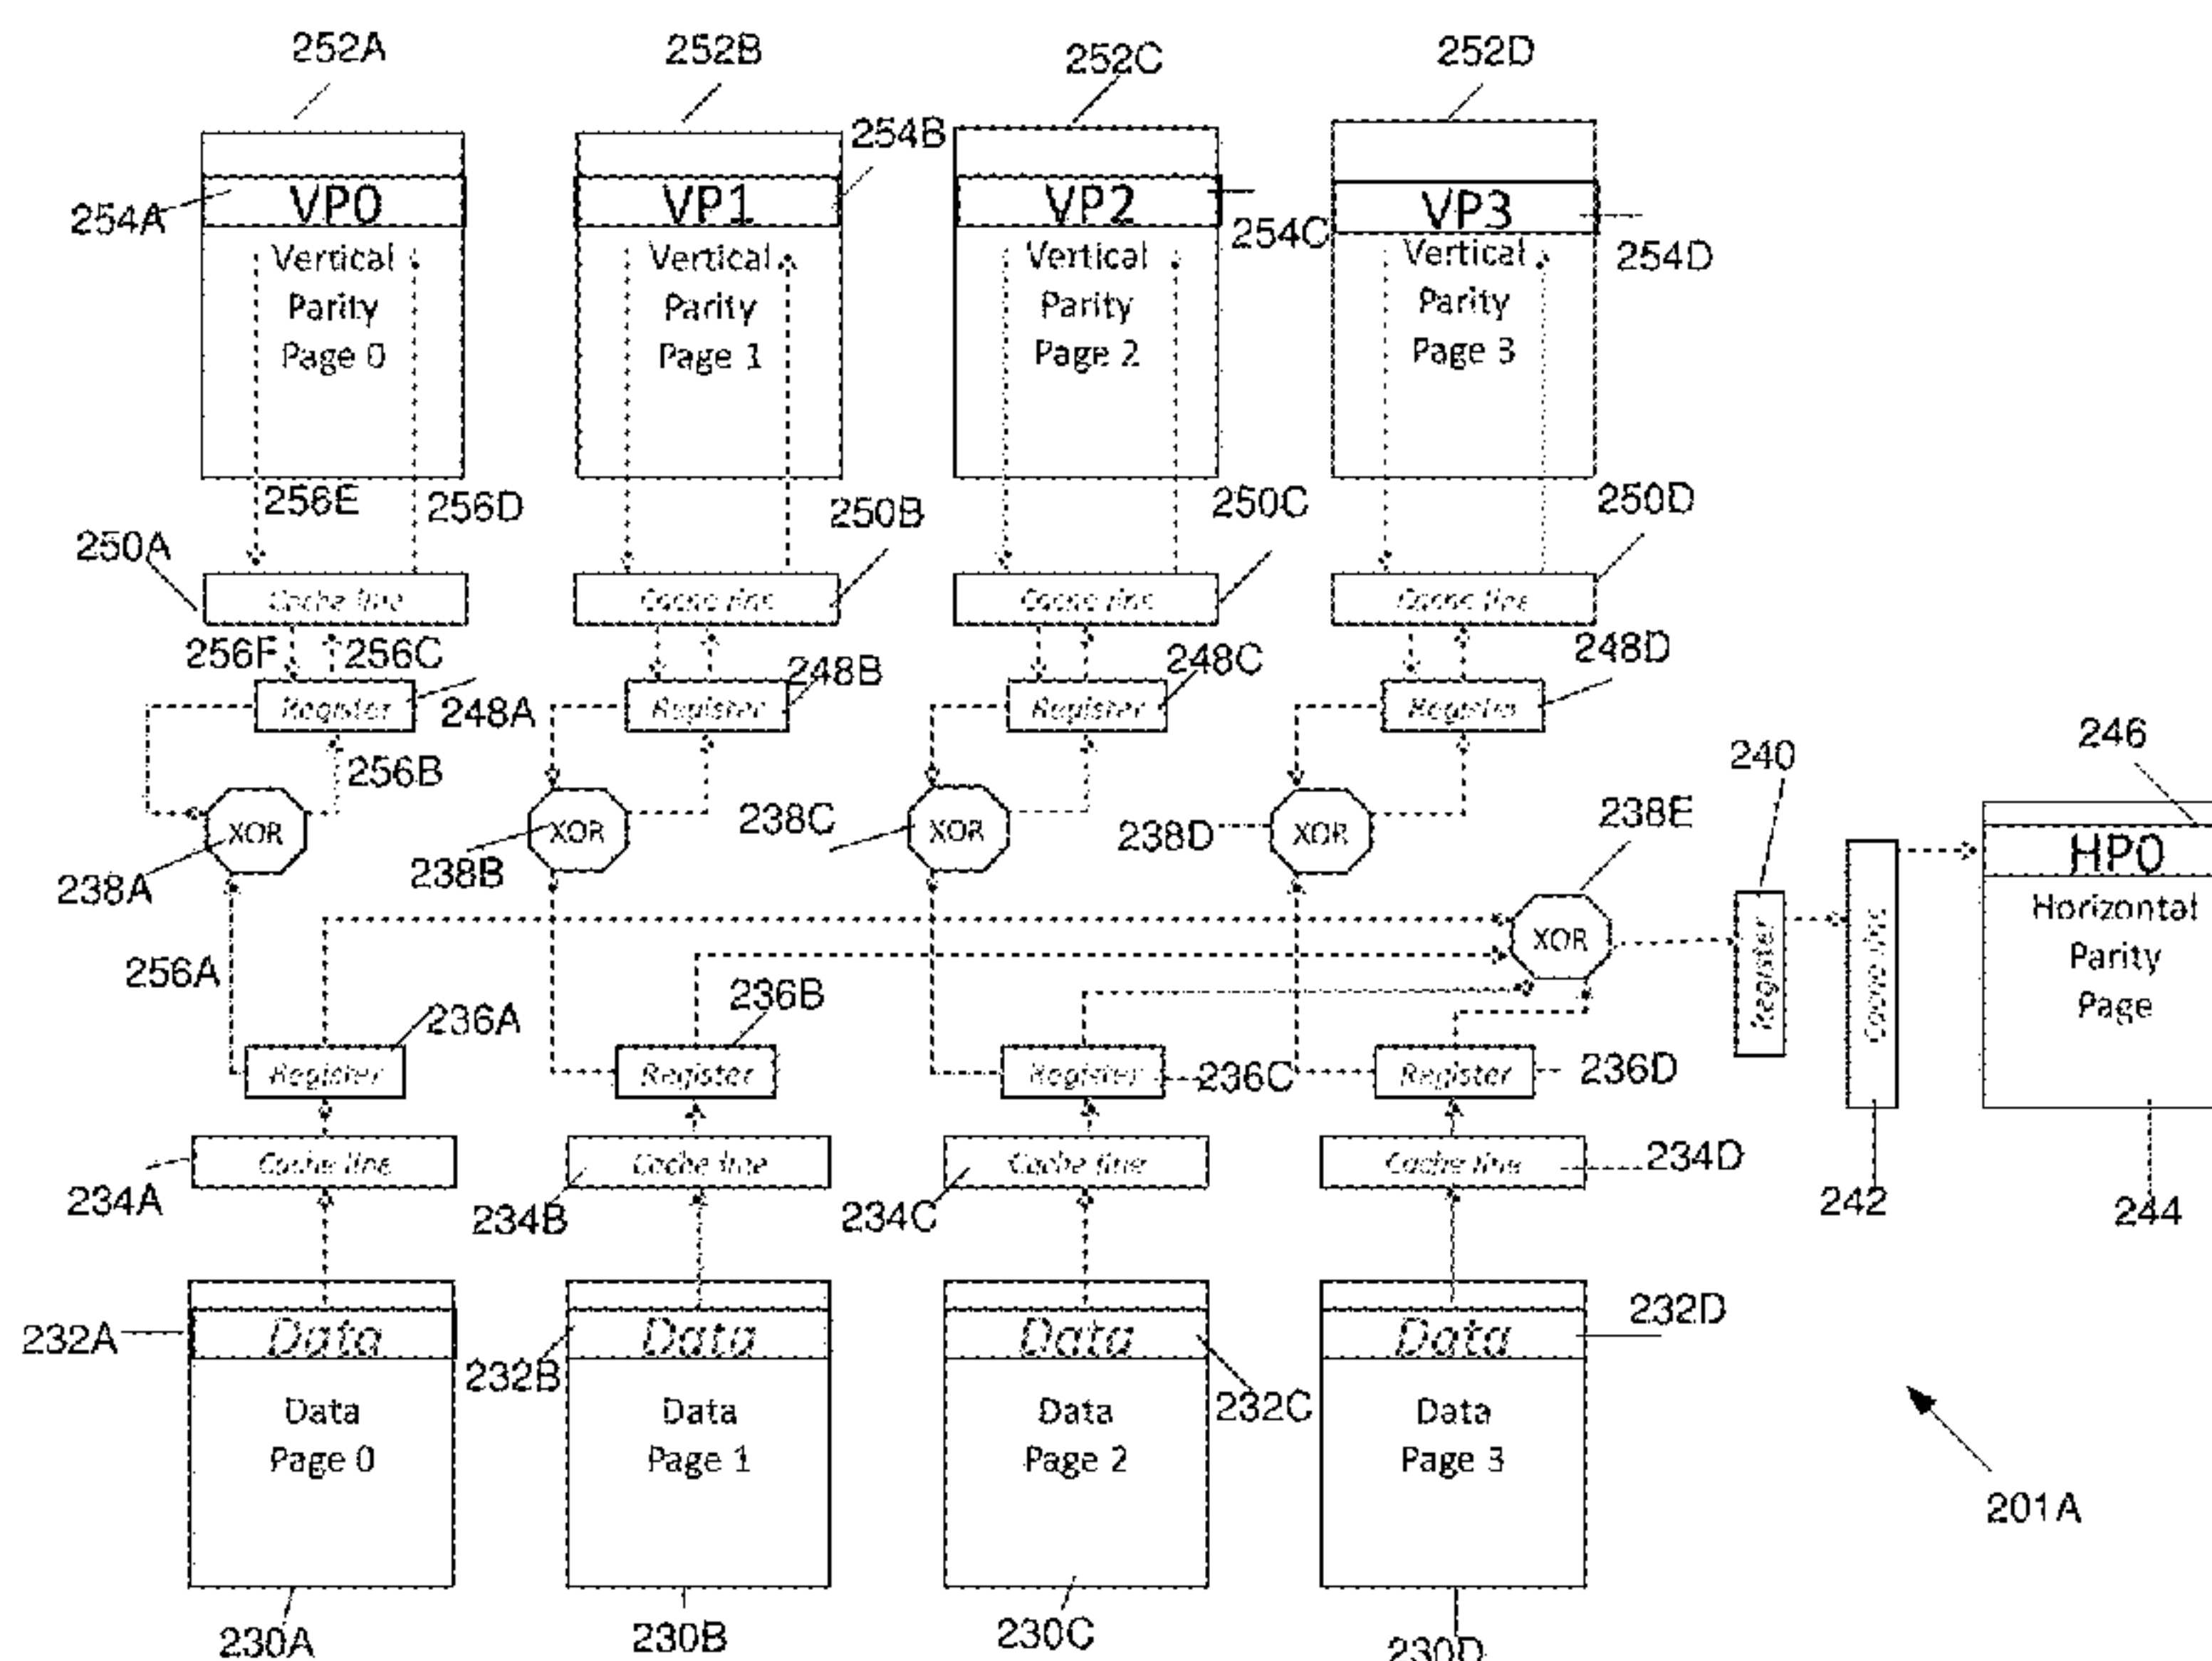 252A 252B 252C 252D
254B
VP0 VP1 VP2 VP3
254A 254C 254D
Vertical Vertical Vertical Vertical
Parity Parity Parity Parity
Page 0 Page 1 Page 2 Page 3
256E 256D 250B 250C 250D
250A
Cache line Cache line Cache line Cache line
256F 256C 248B 248C 248D
Register Register Register Register
248A
256B 240 246
XOR XOR XOR XOR
238A 238B 238C 238D 238E
HP0
Horizontal
Parity
Page
XOR Register Cache line
256A 236B
236A
Register Register Register Register
236C 236D
Cache line Cache line Cache line Cache line
234A 234B 234C 234D 242 244
232A 232B 232C 232D
Data Data Data Data
Data Data Data Data
Page 0 Page 1 Page 2 Page 3
201A
230A 230B 230C 230D